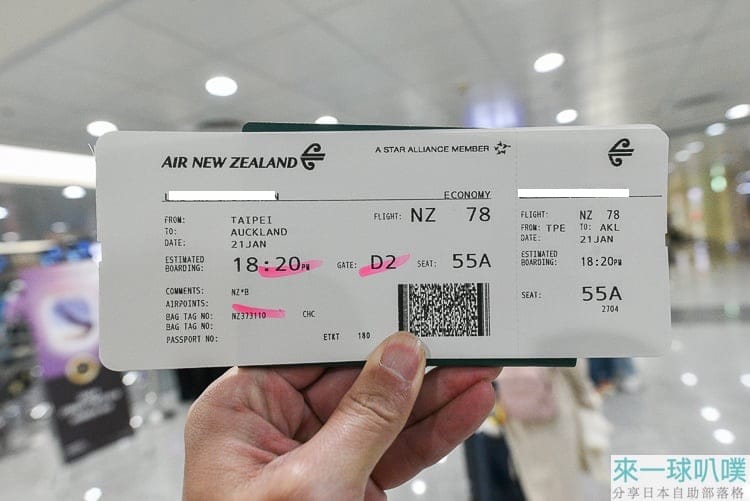 AIR NEW ZEALAND
A STAR ALLIANCE MEMBER
ECONOMY
FROM: TAIPEI
TO: AUCKLAND
DATE: 21JAN
FLIGHT: NZ 78
ESTIMATED BOARDING: 18:20PM
GATE: D2
SEAT: 55A
COMMENTS: NZ*B
AIRPOINTS:
BAG TAG NO: NZ373110 CHC
BAG TAG NO:
PASSPORT NO:
ETKT 180
FLIGHT: NZ 78
FROM: TPE TO: AKL
DATE: 21JAN
ESTIMATED BOARDING: 18:20PM
SEAT: 55A
2704
來一球叭噗
分享日本自助部落格